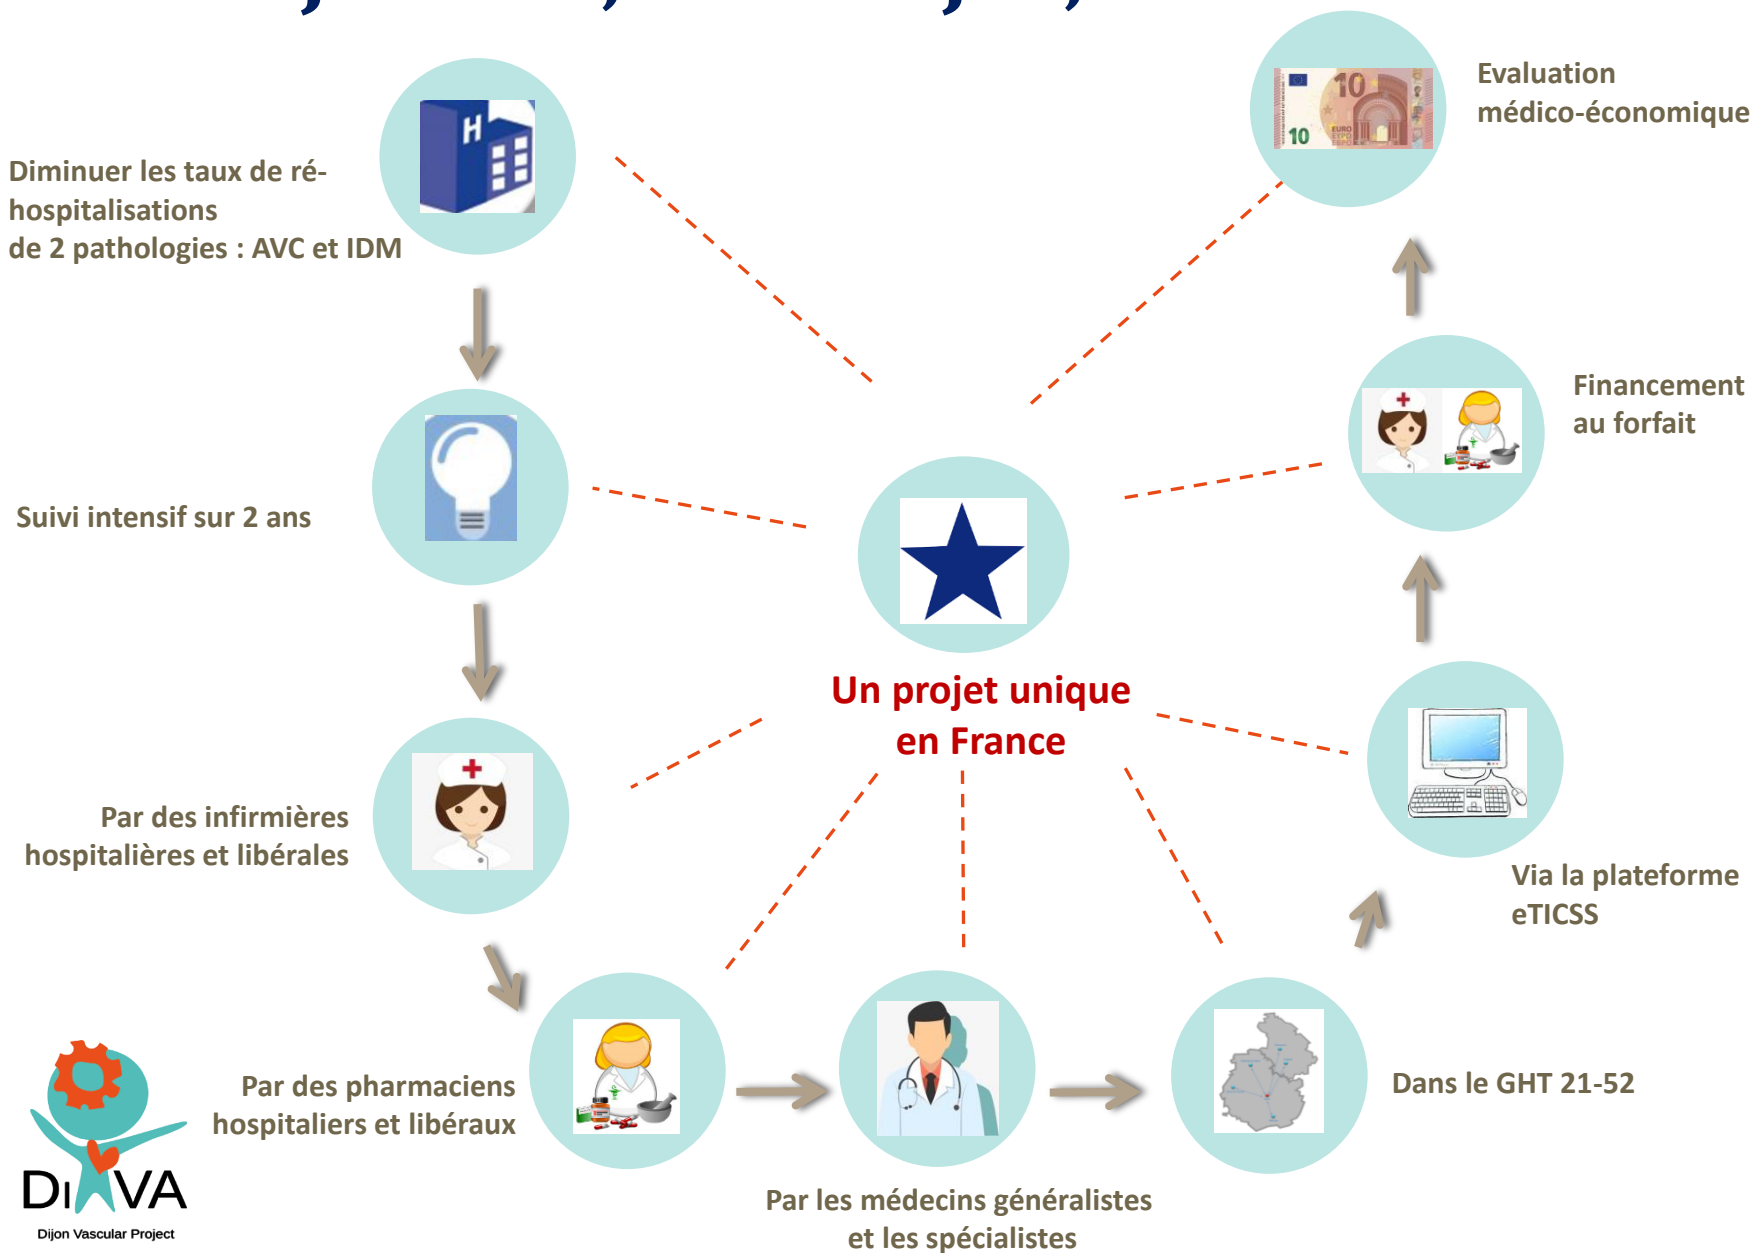 Diminuer les taux de ré-
hospitalisations
de 2 pathologies : AVC et IDM
Suivi intensif sur 2 ans
Par des infirmières
hospitalières et libérales
Par des pharmaciens
hospitaliers et libéraux
Par les médecins généralistes
et les spécialistes
Dans le GHT 21-52
Via la plateforme
eTICSS
Financement
au forfait
Evaluation
médico-économique
Un projet unique
en France
H
10
10
EURO
DiVA
Dijon Vascular Project